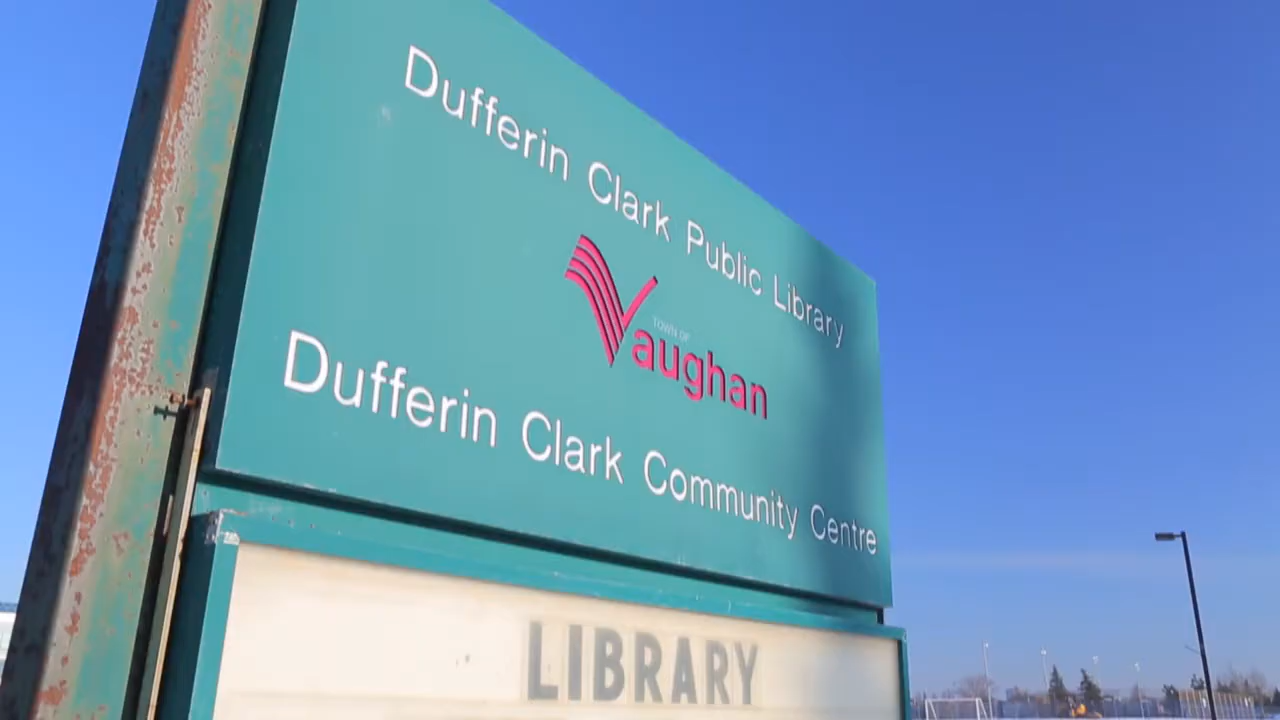 Dufferin Clark Public Library
TOWN OF
Vaughan
Dufferin Clark Community Centre
LIBRARY